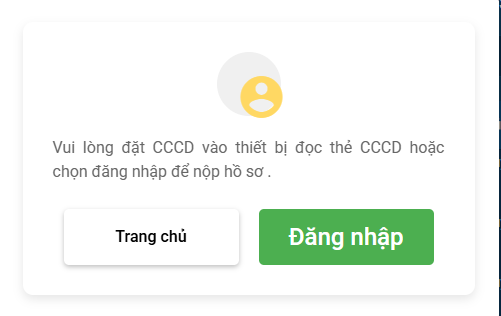 Vui lòng đặt CCCD vào thiết bị đọc thẻ CCCD hoặc
chọn đăng nhập để nộp hồ sơ .
Trang chủ
Đăng nhập